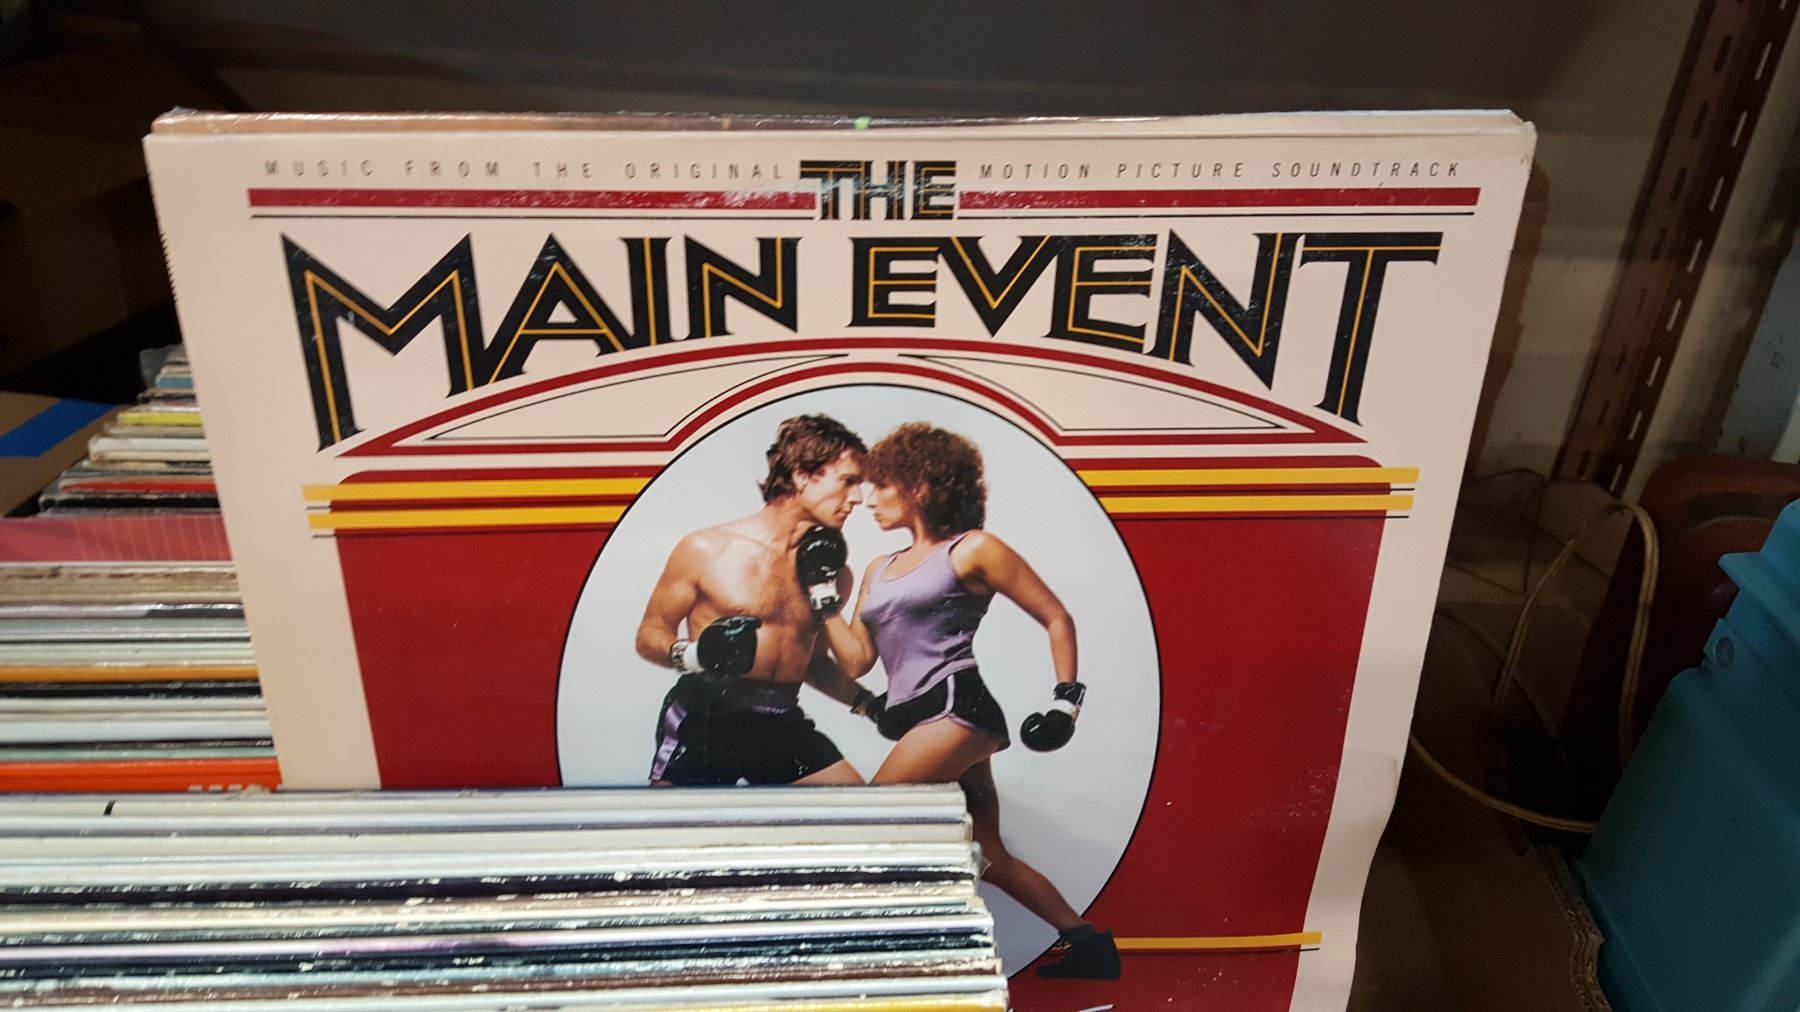 MUSIC FROM THE ORIGINAL THE MOTION PICTURE SOUNDTRACK
MAIN EVENT